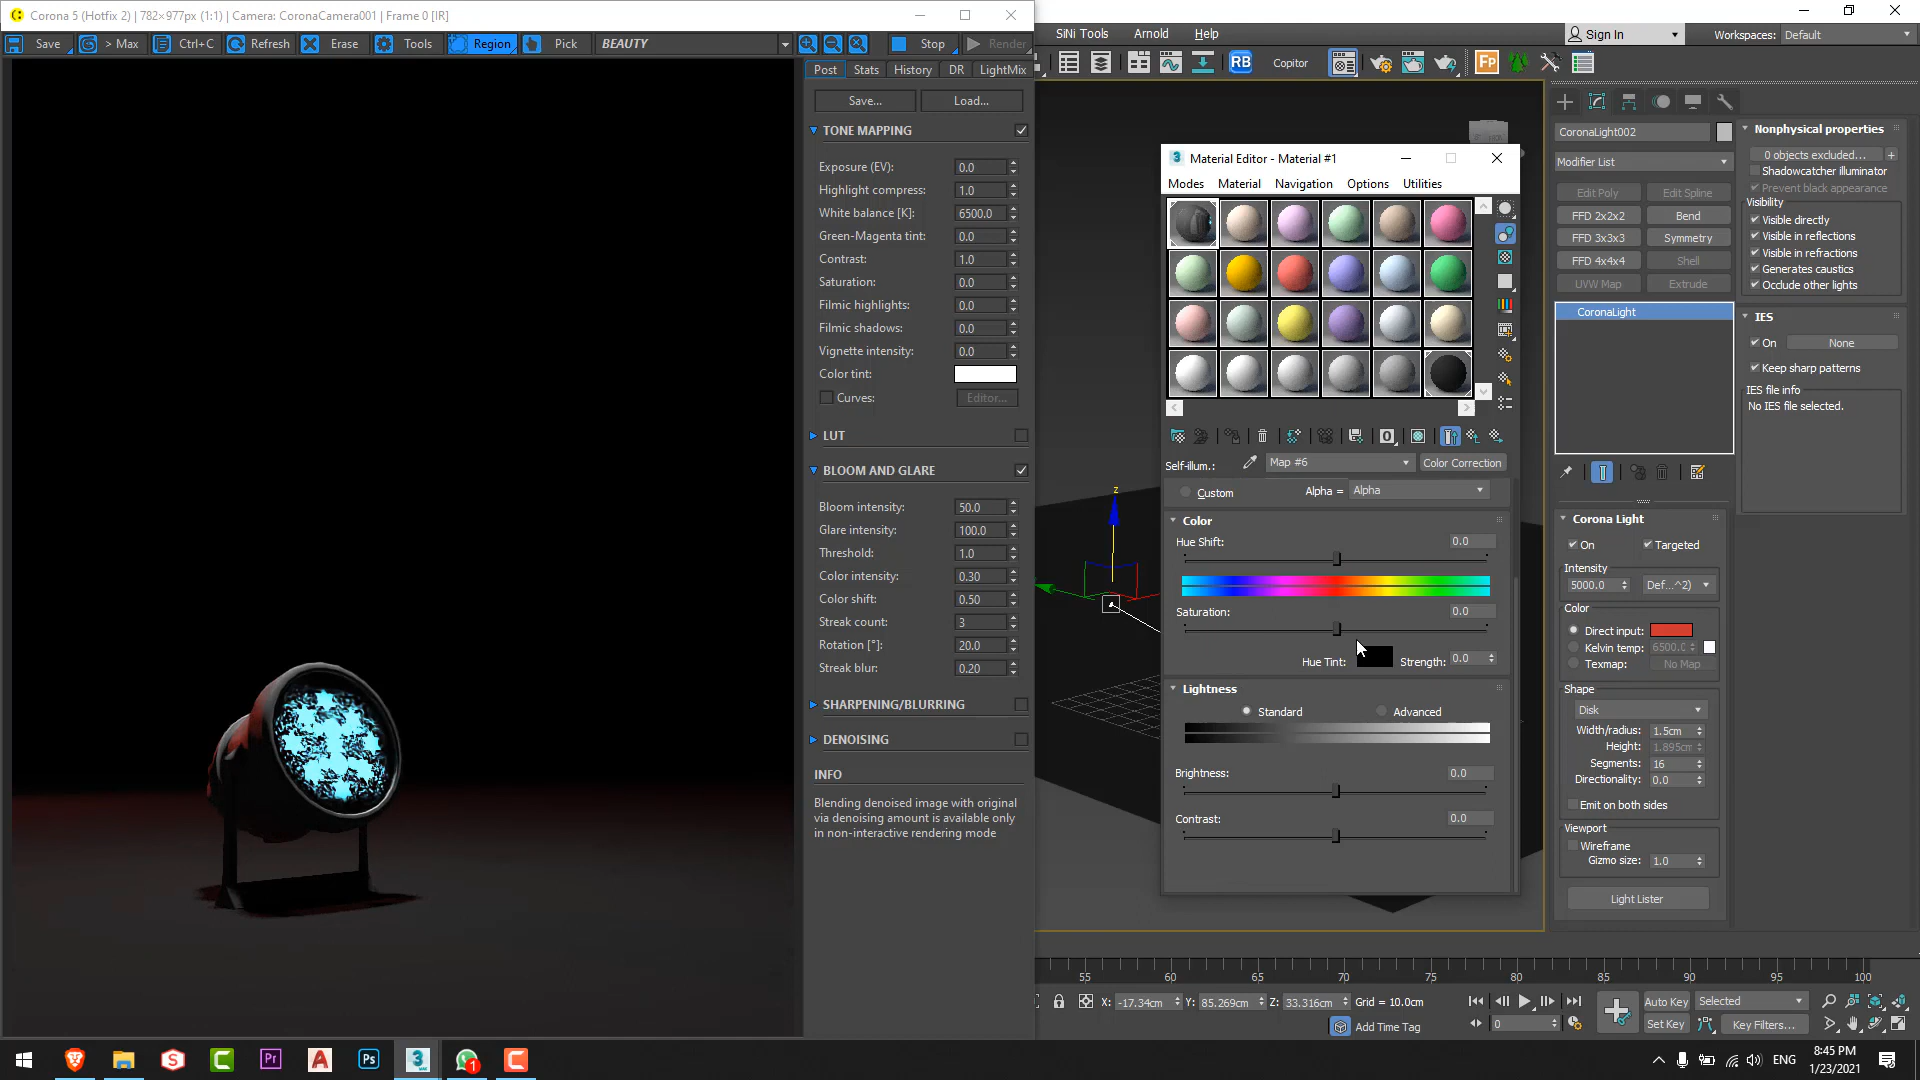 Corona 5 (Hotfix 2) | 782×977px (1:1) | Camera: CoronaCamera001 | Frame 0 [IR]
Save
> Max
Ctrl+C
Refresh
Erase
Tools
Region
Pick
BEAUTY
Stop
Render
Post
Stats
History
DR
LightMix
Save...
Load...
TONE MAPPING
Exposure (EV): 0.0
Highlight compress: 1.0
White balance [K]: 6500.0
Green-Magenta tint: 0.0
Contrast: 1.0
Saturation: 0.0
Filmic highlights: 0.0
Filmic shadows: 0.0
Vignette intensity: 0.0
Color tint:
Curves: Editor...
LUT
BLOOM AND GLARE
Bloom intensity: 50.0
Glare intensity: 100.0
Threshold: 1.0
Color intensity: 0.30
Color shift: 0.50
Streak count: 3
Rotation [°]: 20.0
Streak blur: 0.20
SHARPENING/BLURRING
DENOISING
INFO
Blending denoised image with original
via denoising amount is available only
in non-interactive rendering mode
SiNi Tools
Arnold
Help
Sign In
Workspaces: Default
RB
Copitor
Fp
Material Editor - Material #1
Modes
Material
Navigation
Options
Utilities
Self-illum.:
Map #6
Color Correction
Custom
Alpha = Alpha
Color
Hue Shift: 0.0
Saturation: 0.0
Hue Tint:
Strength: 0.0
Lightness
Standard
Advanced
Brightness: 0.0
Contrast: 0.0
z
CoronaLight002
Modifier List
Edit Poly
Edit Spline
FFD 2x2x2
Bend
FFD 3x3x3
Symmetry
FFD 4x4x4
Shell
UVW Map
Extrude
CoronaLight
Corona Light
On
Targeted
Intensity
5000.0
Def...^2)
Color
Direct input:
Kelvin temp: 6500.0
Texmap: No Map
Shape
Disk
Width/radius: 1.5cm
Height: 1.895cm
Segments: 16
Directionality: 0.0
Emit on both sides
Viewport
Wireframe
Gizmo size: 1.0
Light Lister
Nonphysical properties
0 objects excluded...
+
Shadowcatcher illuminator
Prevent black appearance
Visibility
Visible directly
Visible in reflections
Visible in refractions
Generates caustics
Occlude other lights
IES
On
None
Keep sharp patterns
IES file info
No IES file selected.
55 60 65 70 75 80 85 90 95 100
X: -17.34cm
Y: 85.269cm
Z: 33.316cm
Grid = 10.0cm
Add Time Tag
0
Auto Key
Selected
Set Key
Key Filters...
S
C
Pr
A
Ps
3
1
C
ENG
8:45 PM
1/23/2021